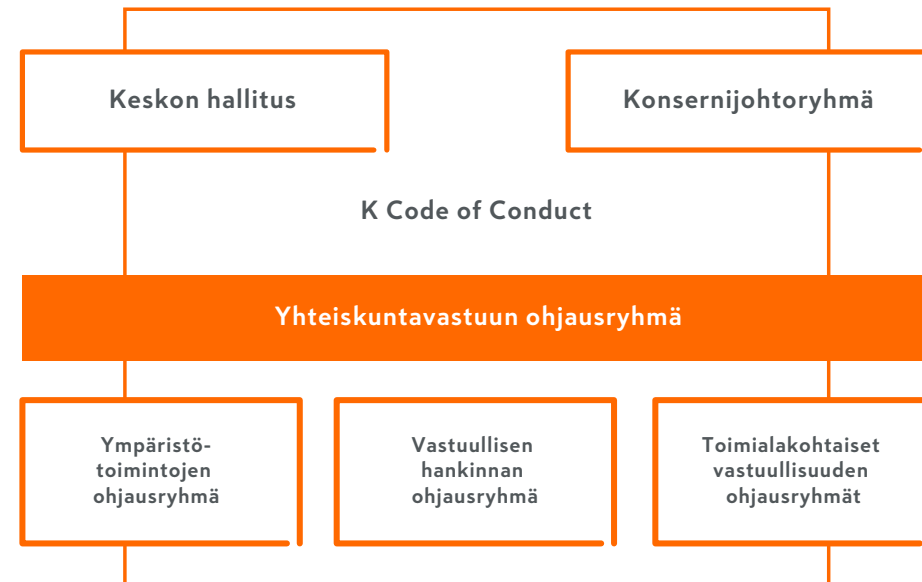 Keskon hallitus
Konsernijohtoryhmä
K Code of Conduct
Yhteiskuntavastuun ohjausryhmä
Ympäristö-
toimintojen
ohjausryhmä
Vastuullisen
hankinnan
ohjausryhmä
Toimialakohtaiset
vastuullisuuden
ohjausryhmät